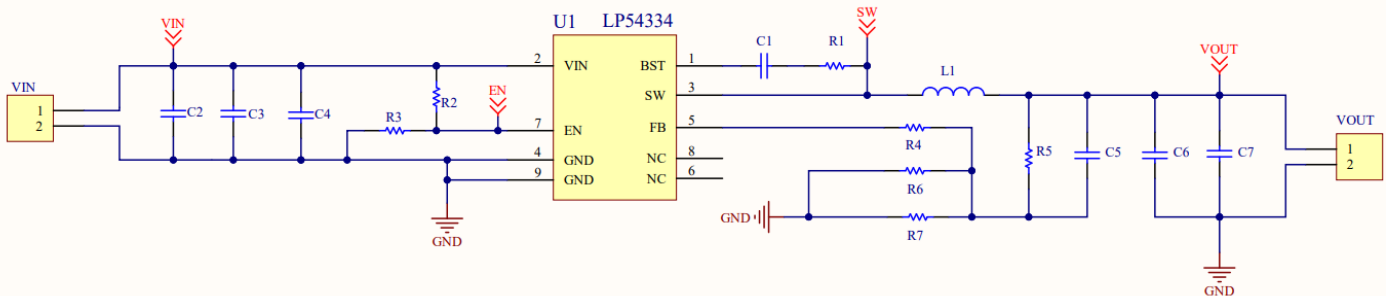 VIN
1
2
VIN
C2
C3
C4
R3
R2
EN
U1 LP54334
2 VIN
7 EN
4 GND
9 GND
BST 1
SW 3
FB 5
NC 8
NC 6
GND
C1
R1
SW
L1
R4
R6
R7
GND
R5
C5
C6
C7
VOUT
GND
VOUT
1
2